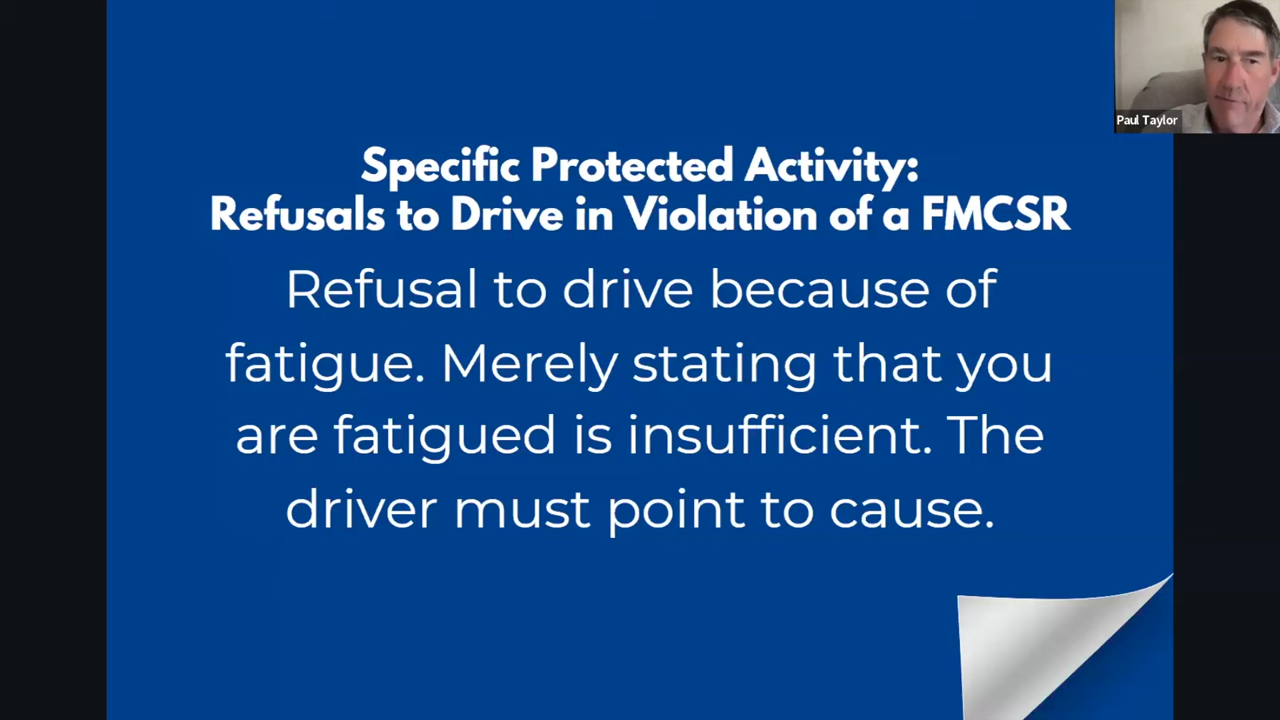 Paul Taylor
Specific Protected Activity:
Refusals to Drive in Violation of a FMCSR
Refusal to drive because of
fatigue. Merely stating that you
are fatigued is insufficient. The
driver must point to cause.